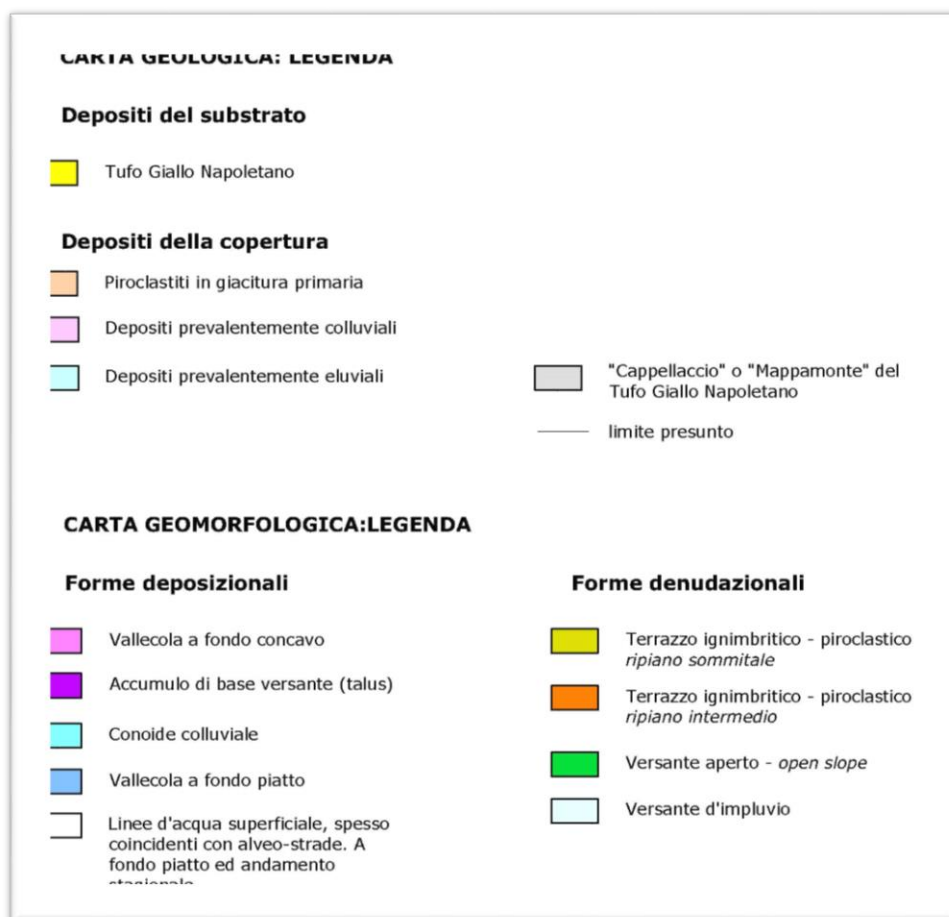 CARTA GEOLOGICA: LEGENDA
Depositi del substrato
Tufo Giallo Napoletano
Depositi della copertura
Piroclastiti in giacitura primaria
Depositi prevalentemente colluviali
Depositi prevalentemente eluviali
"Cappellaccio" o "Mappamonte" del
Tufo Giallo Napoletano
limite presunto
CARTA GEOMORFOLOGICA:LEGENDA
Forme deposizionali
Vallecola a fondo concavo
Accumulo di base versante (talus)
Conoide colluviale
Vallecola a fondo piatto
Linee d'acqua superficiale, spesso
coincidenti con alveo-strade. A
fondo piatto ed andamento
stagionale
Forme denudazionali
Terrazzo ignimbritico - piroclastico
ripiano sommitale
Terrazzo ignimbritico - piroclastico
ripiano intermedio
Versante aperto - open slope
Versante d'impluvio